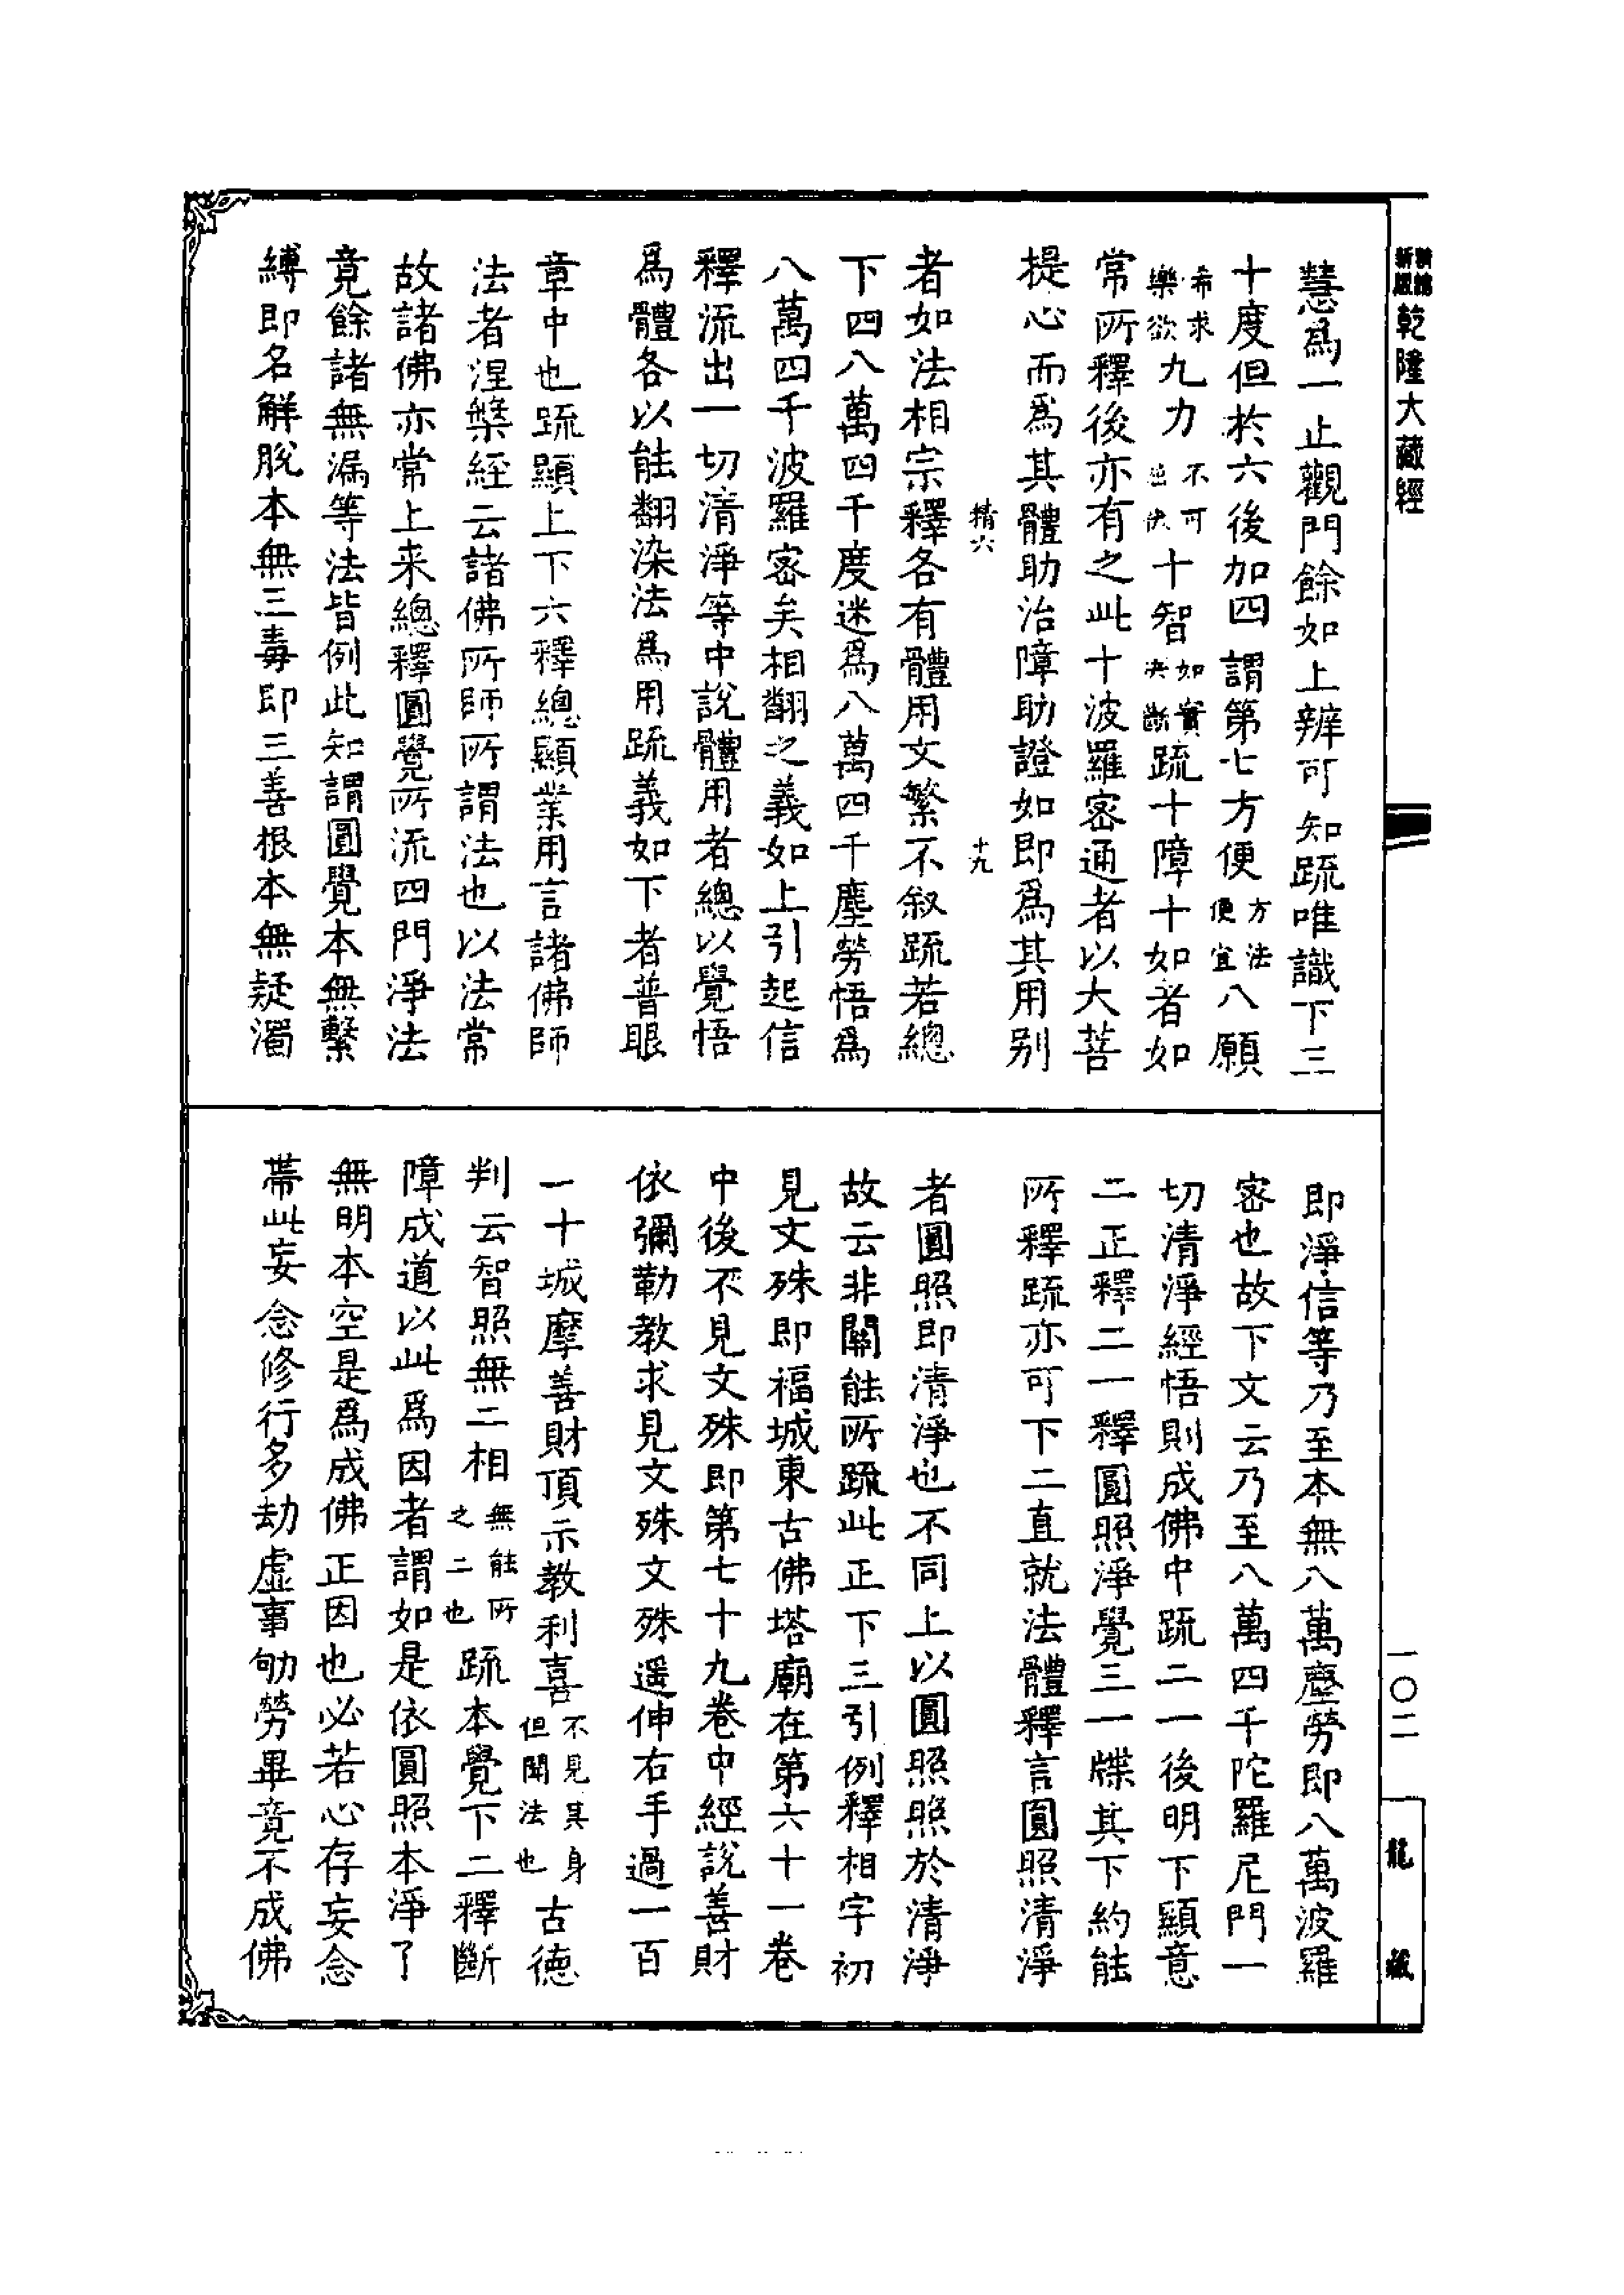 乾隆大藏經
慧爲一止觀門餘如上辨可知䟽唯識下三
十度但於六後加四謂第七方便方法便宜八願
希求樂欲九力不可十智如實決斷䟽十障十如者如
常所釋後亦有之此十波羅密通者以大菩
提心而爲其體助治障助證如即爲其用别
精六 十九
者如法相宗釋各有體用文繁不叙䟽若總
下四八萬四千度迷爲八萬四千塵勞悟爲
八萬四千波羅密矣相翻之義如上引起信
釋流出一切清淨等中說體用者總以覺悟
爲體各以能翻染法爲用䟽義如下者普眼
章中也䟽顯上下六釋總顯業用言諸佛師
法者涅槃經云諸佛所師所謂法也以法常
故諸佛亦常上来總釋圓覺所流四門淨法
竟餘諸無漏等法皆例此知謂圓覺本無繫
縛即名解脫本無三毒即三善根本無疑濁
即淨信等乃至本無八萬塵勞即八萬波羅
密也故下文云乃至八萬四千陀羅尼門一
切清淨經悟則成佛中䟽二一後明下顯意
二正釋二一釋圓照淨覺三一牒其下約能
所釋䟽亦可下二直就法體釋言圓照清淨
者圓照即清淨也不同上以圓照照於清淨
故云非關能所䟽此正下三引例釋相字初
見文殊即福城東古佛塔廟在第六十一卷
中後不見文殊即第七十九卷中經說善財
依彌勒教求見文殊文殊遥伸右手過一百
一十城摩善財頂示教利喜不見其身但聞法也古德
判云智照無二相無能所之二也䟽本覺下二釋斷
障成道以此爲因者謂如是依圓照本淨了
無明本空是爲成佛正因也必若心存妄念
帶此妄念修行多劫虛事劬勞畢竟不成佛
一〇二
龍藏